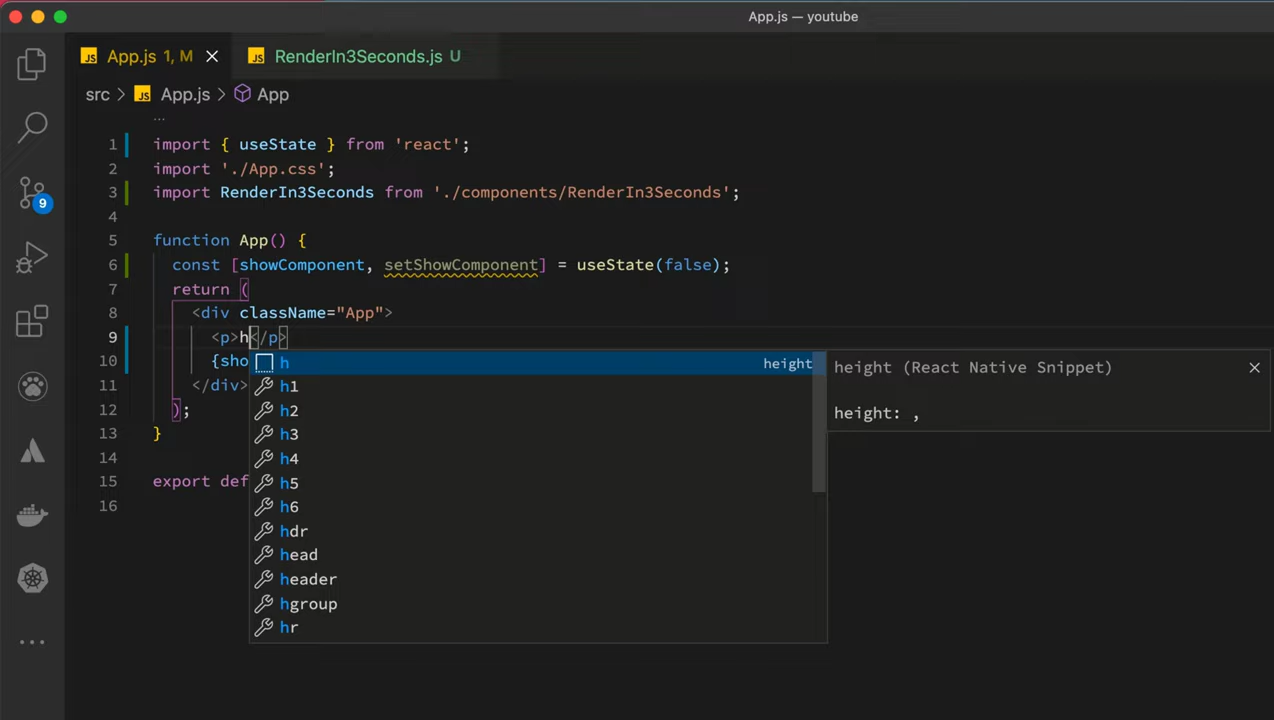 App.js — youtube
App.js 1, M
RenderIn3Seconds.js U
src > App.js > App
...
1 import { useState } from 'react';
2 import './App.css';
3 import RenderIn3Seconds from './components/RenderIn3Seconds';
4
5 function App() {
6 const [showComponent, setShowComponent] = useState(false);
7 return (
8 <div className="App">
9 <p>h</p>
10 {sho
11 </div>
12 );
13 }
14
15 export def
16
9
h height
h1
h2
h3
h4
h5
h6
hdr
head
header
hgroup
hr
height (React Native Snippet)
height: ,